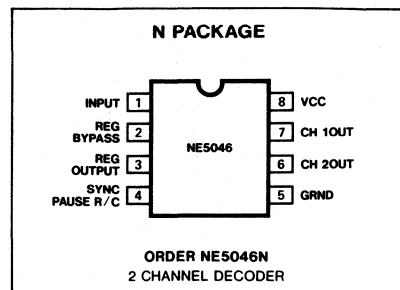 N PACKAGE
INPUT 1
REG
BYPASS 2
REG
OUTPUT 3
SYNC
PAUSE R/C 4
NE5046
8 VCC
7 CH 1OUT
6 CH 2OUT
5 GRND
ORDER NE5046N
2 CHANNEL DECODER